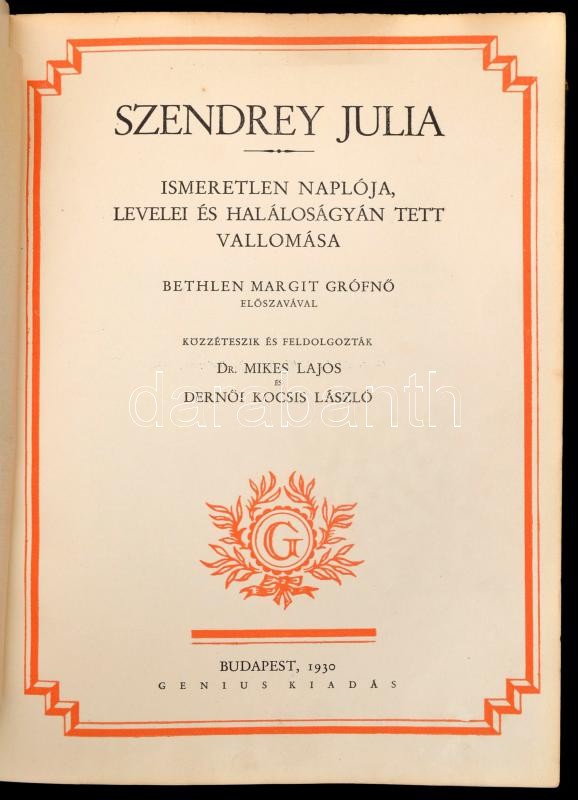 SZENDREY JULIA
ISMERETLEN NAPLÓJA,
LEVELEI ÉS HALÁLOSÁGYÁN TETT
VALLOMÁSA
BETHLEN MARGIT GRÓFNŐ
ELŐSZAVÁVAL
KÖZZÉTESZIK ÉS FELDOLGOZTÁK
DR. MIKES LAJOS
ÉS
DERNŐI KOCSIS LÁSZLÓ
darabanth
G
BUDAPEST, 1930
GENIUS KIADÁS